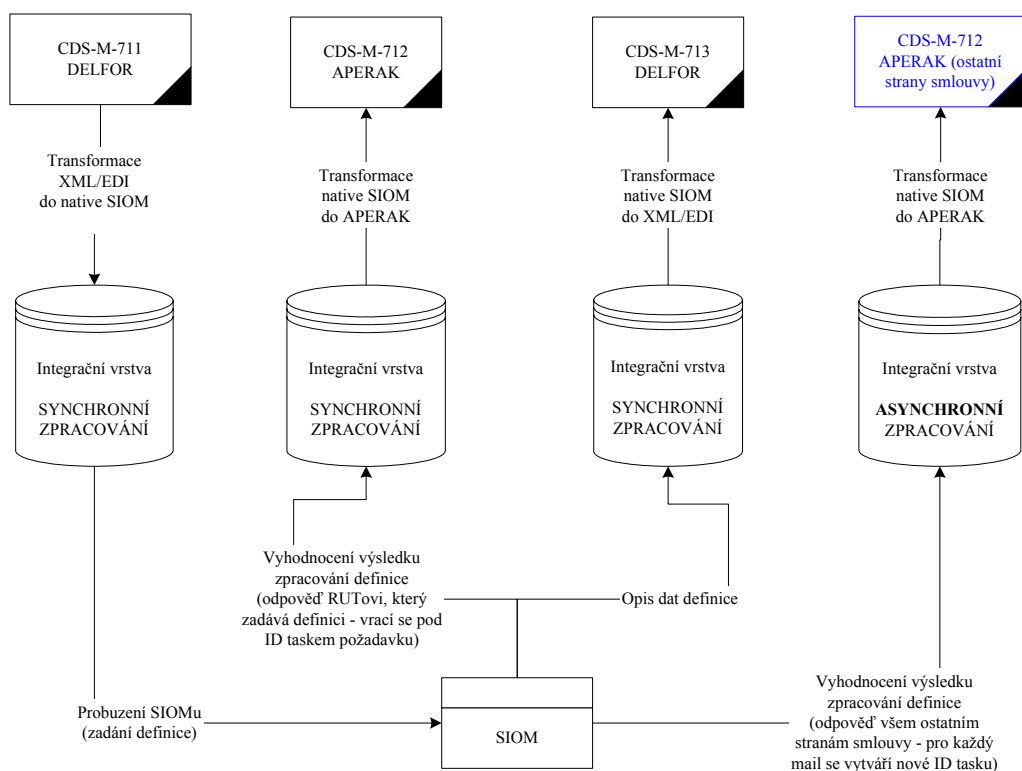 CDS-M-711
DELFOR
CDS-M-712
APERAK
CDS-M-713
DELFOR
CDS-M-712
APERAK (ostatní
strany smlouvy)
Transformace
XML/EDI
do native SIOM
Transformace
native SIOM
do APERAK
Transformace
native SIOM
do XML/EDI
Transformace
native SIOM
do APERAK
Integrační vrstva
SYNCHRONNÍ
ZPRACOVÁNÍ
Integrační vrstva
SYNCHRONNÍ
ZPRACOVÁNÍ
Integrační vrstva
SYNCHRONNÍ
ZPRACOVÁNÍ
Integrační vrstva
ASYNCHRONNÍ
ZPRACOVÁNÍ
Vyhodnocení výsledku
zpracování definice
(odpověď RUTovi, který
zadává definici - vrací se pod
ID taskem požadavku)
Opis dat definice
Probuzení SIOMu
(zadání definice)
SIOM
Vyhodnocení výsledku
zpracování definice
(odpověď všem ostatním
stranám smlouvy - pro každý
mail se vytváří nové ID tasku)